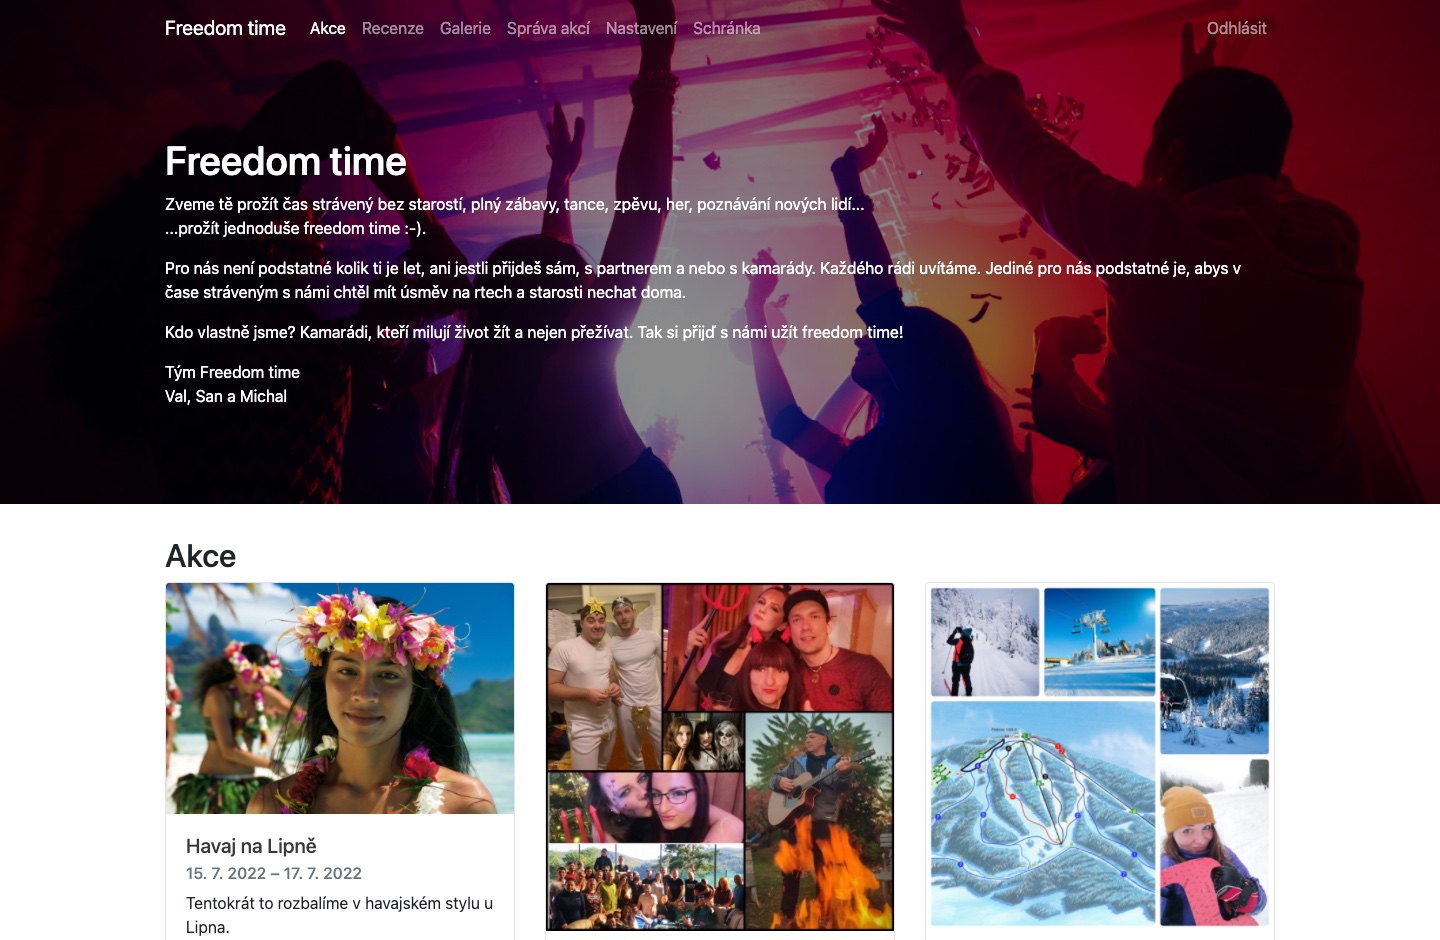 Freedom time Akce Recenze Galerie Správa akcí Nastavení Schránka Odhlásit
Freedom time
Zveme tě prožít čas strávený bez starostí, plný zábavy, tance, zpěvu, her, poznávání nových lidí...
...prožít jednoduše freedom time :-).
Pro nás není podstatné kolik ti je let, ani jestli přijdeš sám, s partnerem a nebo s kamarády. Každého rádi uvítáme. Jediné pro nás podstatné je, abys v
čase stráveným s námi chtěl mít úsměv na rtech a starosti nechat doma.
Kdo vlastně jsme? Kamarádi, kteří milují život žít a nejen přežívat. Tak si přijď s námi užít freedom time!
Tým Freedom time
Val, San a Michal
Akce
Havaj na Lipně
15. 7. 2022 – 17. 7. 2022
Tentokrát to rozbalíme v havajském stylu u
Lipna.